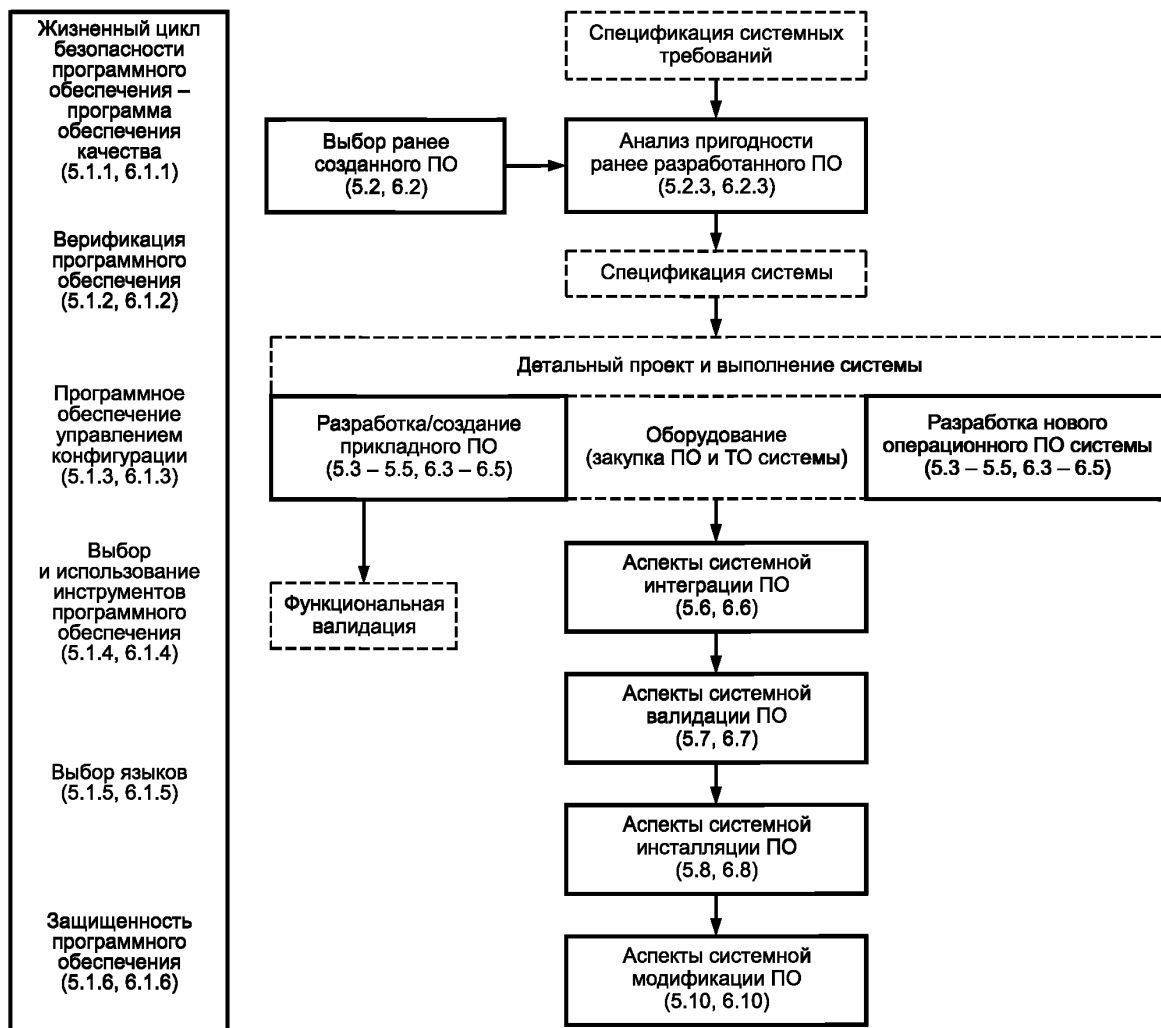 Жизненный цикл
безопасности
программного
обеспечения –
программа
обеспечения
качества
(5.1.1, 6.1.1)
Верификация
программного
обеспечения
(5.1.2, 6.1.2)
Программное
обеспечение
управлением
конфигурации
(5.1.3, 6.1.3)
Выбор
и использование
инструментов
программного
обеспечения
(5.1.4, 6.1.4)
Выбор языков
(5.1.5, 6.1.5)
Защищенность
программного
обеспечения
(5.1.6, 6.1.6)
Спецификация системных
требований
Выбор ранее
созданного ПО
(5.2, 6.2)
Анализ пригодности
ранее разработанного ПО
(5.2.3, 6.2.3)
Спецификация системы
Детальный проект и выполнение системы
Разработка/создание
прикладного ПО
(5.3 – 5.5, 6.3 – 6.5)
Оборудование
(закупка ПО и ТО системы)
Разработка нового
операционного ПО системы
(5.3 – 5.5, 6.3 – 6.5)
Функциональная
валидация
Аспекты системной
интеграции ПО
(5.6, 6.6)
Аспекты системной
валидации ПО
(5.7, 6.7)
Аспекты системной
инсталляции ПО
(5.8, 6.8)
Аспекты системной
модификации ПО
(5.10, 6.10)